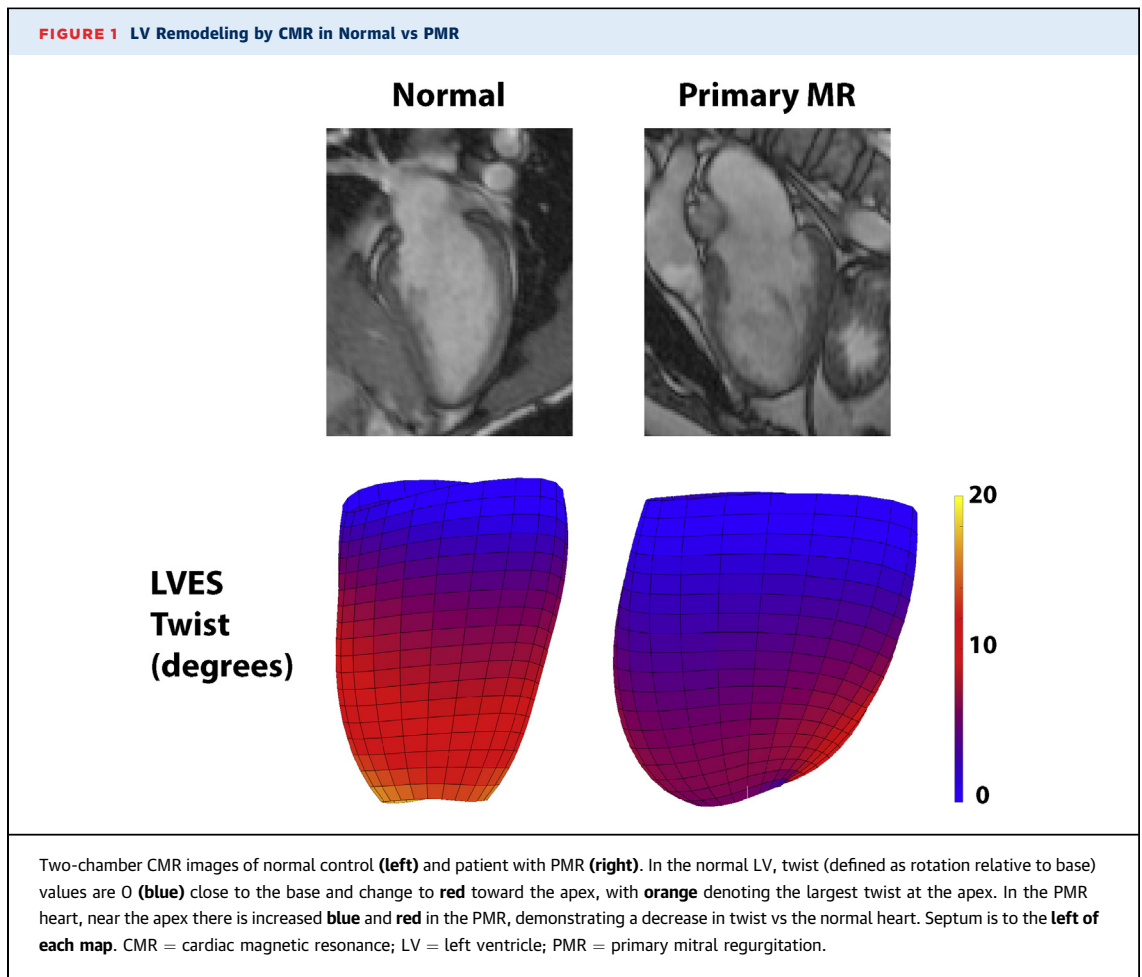 FIGURE 1 LV Remodeling by CMR in Normal vs PMR
Normal
Primary MR
LVES
Twist
(degrees)
20
10
0
Two-chamber CMR images of normal control (left) and patient with PMR (right). In the normal LV, twist (defined as rotation relative to base)
values are 0 (blue) close to the base and change to red toward the apex, with orange denoting the largest twist at the apex. In the PMR
heart, near the apex there is increased blue and red in the PMR, demonstrating a decrease in twist vs the normal heart. Septum is to the left of
each map. CMR = cardiac magnetic resonance; LV = left ventricle; PMR = primary mitral regurgitation.